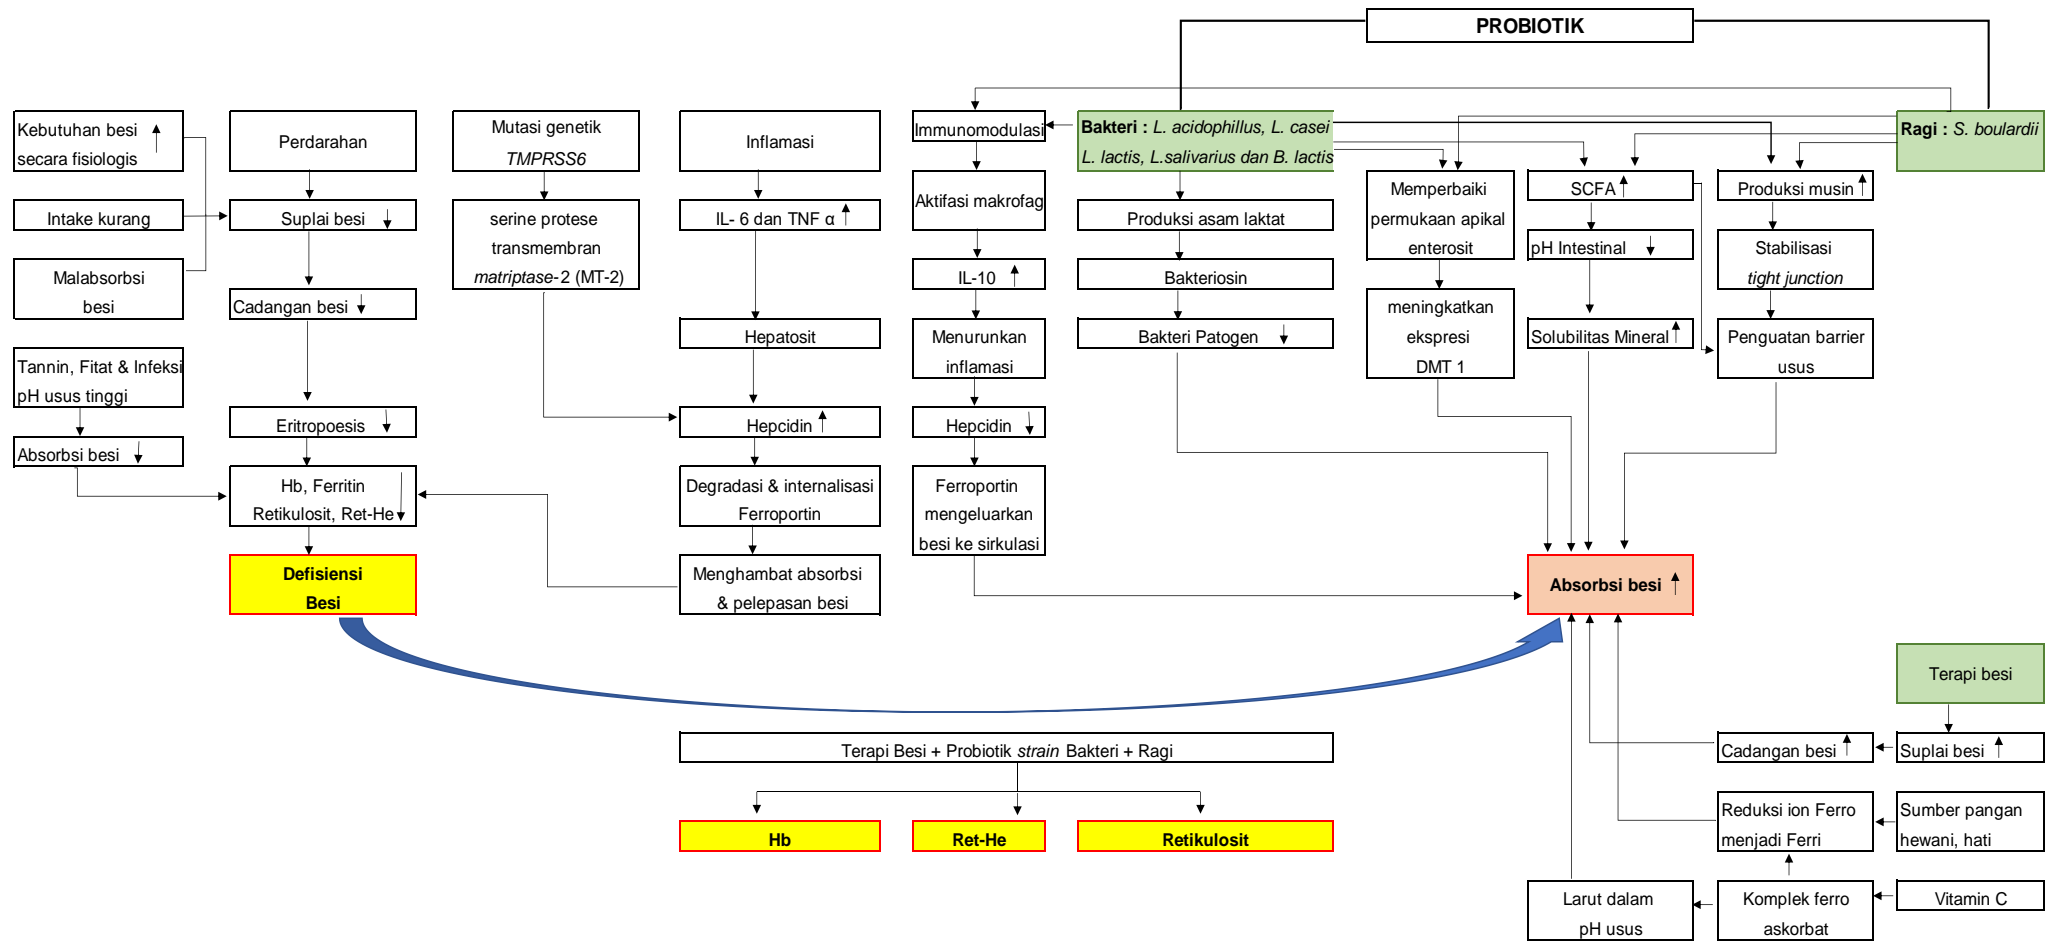 PROBIOTIK
Kebutuhan besi ↑
secara fisiologis
Intake kurang
Malabsorbsi
besi
Tannin, Fitat & Infeksi
pH usus tinggi
Absorbsi besi ↓
Perdarahan
Suplai besi ↓
Cadangan besi ↓
Eritropoesis ↓
Hb, Ferritin
Retikulosit, Ret-He ↓
Defisiensi
Besi
Mutasi genetik
TMPRSS6
serine protese
transmembran
matriptase-2 (MT-2)
Inflamasi
IL- 6 dan TNF α ↑
Hepatosit
Hepcidin ↑
Degradasi & internalisasi
Ferroportin
Menghambat absorbsi
& pelepasan besi
Immunomodulasi
Aktifasi makrofag
IL-10 ↑
Menurunkan
inflamasi
Hepcidin ↓
Ferroportin
mengeluarkan
besi ke sirkulasi
Bakteri : L. acidophillus, L. casei
L. lactis, L.salivarius dan B. lactis
Produksi asam laktat
Bakteriosin
Bakteri Patogen ↓
Memperbaiki
permukaan apikal
enterosit
meningkatkan
ekspresi
DMT 1
SCFA ↑
pH Intestinal ↓
Solubilitas Mineral ↑
Produksi musin ↑
Stabilisasi
tight junction
Penguatan barrier
usus
Ragi : S. boulardii
Absorbsi besi ↑
Terapi besi
Suplai besi ↑
Cadangan besi ↑
Sumber pangan
hewani, hati
Reduksi ion Ferro
menjadi Ferri
Vitamin C
Komplek ferro
askorbat
Larut dalam
pH usus
Terapi Besi + Probiotik strain Bakteri + Ragi
Hb
Ret-He
Retikulosit